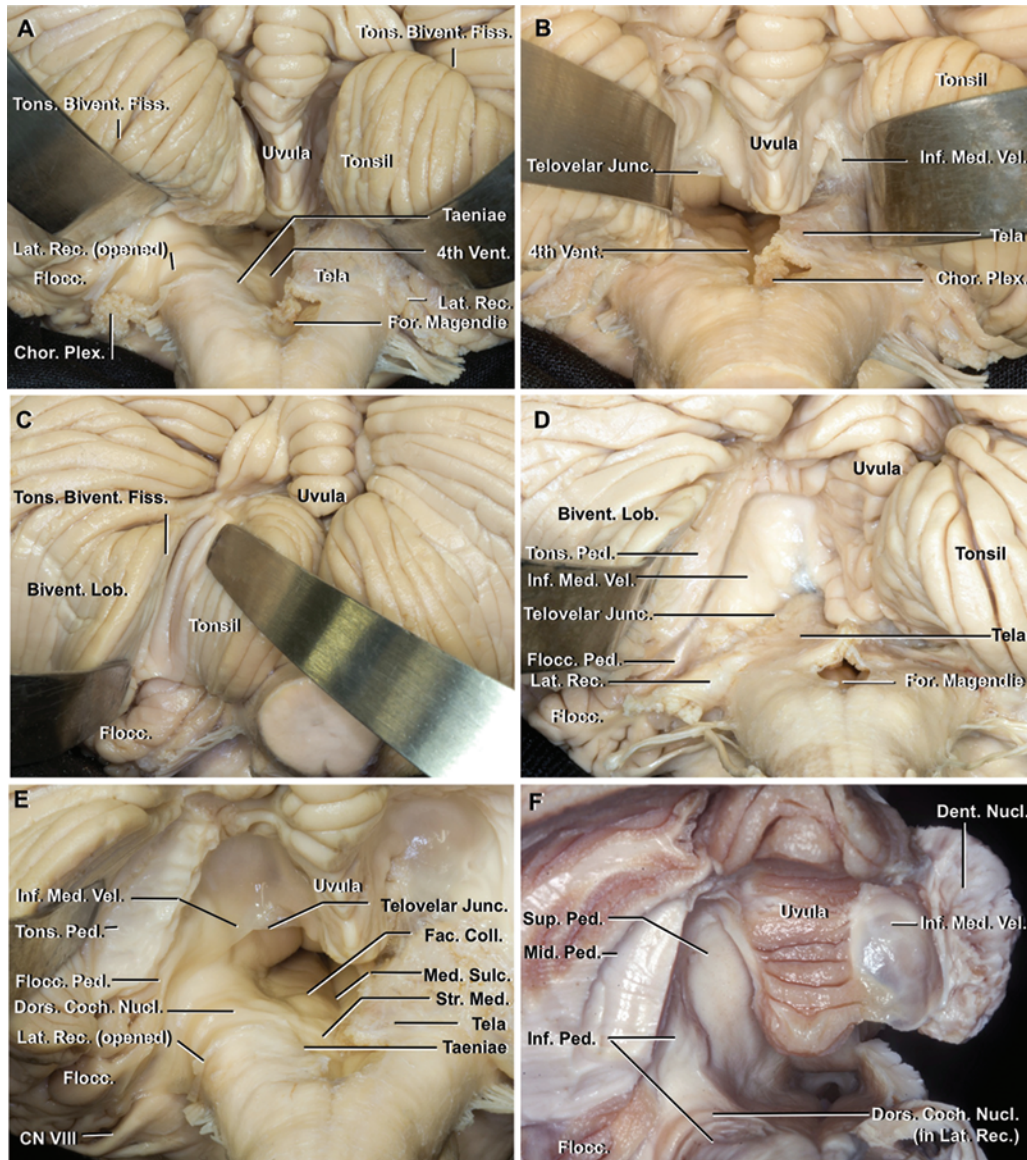 A
Tons. Bivent. Fiss.
Tons. Bivent. Fiss.
Uvula
Tonsil
Taeniae
Lat. Rec. (opened)
4th Vent.
Flocc.
Tela
Lat. Rec.
For. Magendie
Chor. Plex.
B
Tonsil
Uvula
Inf. Med. Vel.
Telovelar Junc.
Tela
4th Vent.
Chor. Plex.
C
Uvula
Tons. Bivent. Fiss.
Bivent. Lob.
Tonsil
Flocc.
D
Uvula
Bivent. Lob.
Tonsil
Tons. Ped.
Inf. Med. Vel.
Telovelar Junc.
Tela
Flocc. Ped.
Lat. Rec.
For. Magendie
Flocc.
E
Inf. Med. Vel.
Uvula
Telovelar Junc.
Tons. Ped.
Fac. Coll.
Flocc. Ped.
Med. Sulc.
Dors. Coch. Nucl.
Str. Med.
Lat. Rec. (opened)
Tela
Taeniae
Flocc.
CN VIII
F
Dent. Nucl.
Sup. Ped.
Uvula
Inf. Med. Vel.
Mid. Ped.
Inf. Ped.
Dors. Coch. Nucl.
(In Lat. Rec.)
Flocc.